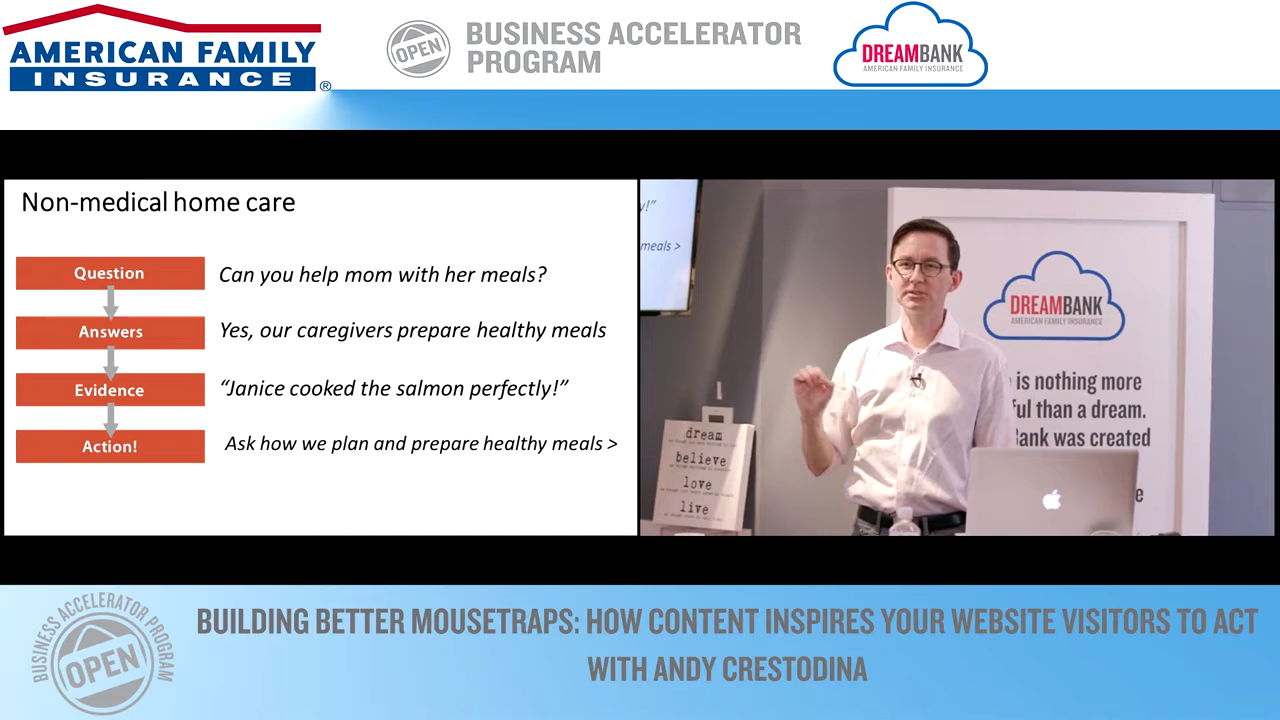 AMERICAN FAMILY
INSURANCE ®
OPEN
BUSINESS ACCELERATOR
PROGRAM
DREAMBANK
AMERICAN FAMILY INSURANCE
Non-medical home care
Question
Can you help mom with her meals?
Answers
Yes, our caregivers prepare healthy meals
Evidence
“Janice cooked the salmon perfectly!”
Action!
Ask how we plan and prepare healthy meals >
y!”
meals >
DREAMBANK
AMERICAN FAMILY INSURANCE
is nothing more
than a dream.
was created
dream
believe
love
live
BUSINESS ACCELERATOR PROGRAM
OPEN
BUILDING BETTER MOUSETRAPS: HOW CONTENT INSPIRES YOUR WEBSITE VISITORS TO ACT
WITH ANDY CRESTODINA